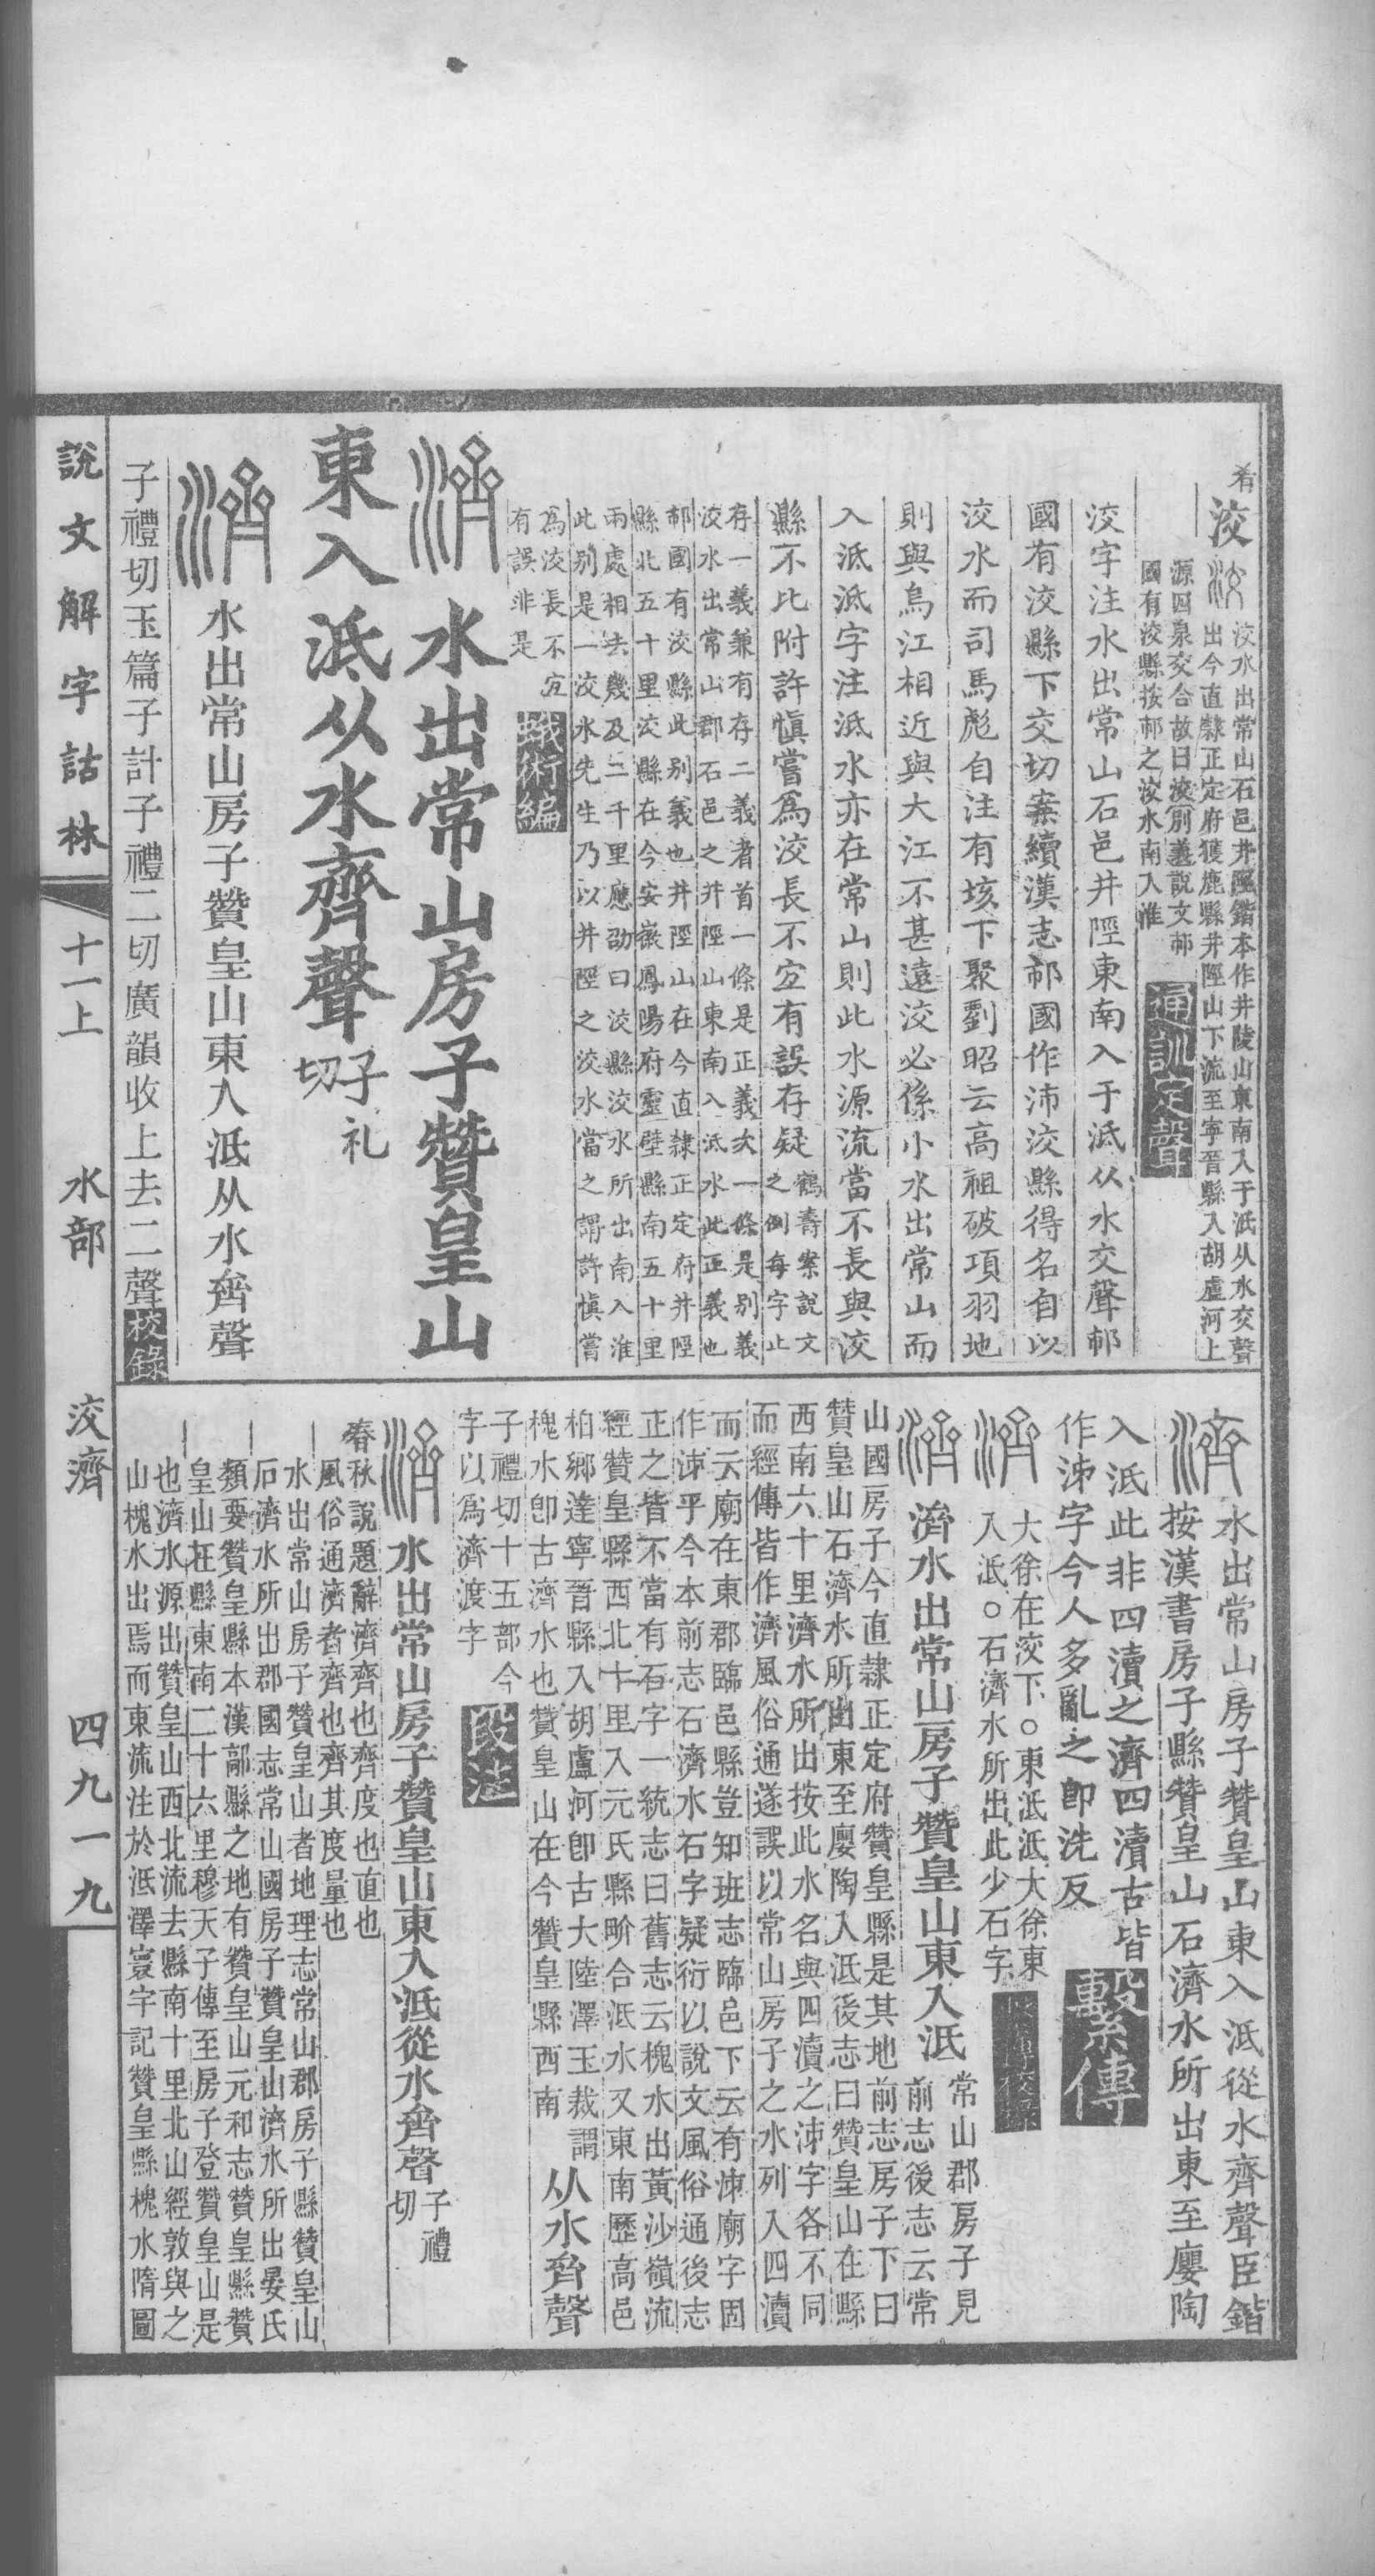 肴
洨
洨水出常山石邑井陘鍇本作井陵山東南入于泜从水交聲
出今直隸正定府獲鹿縣井陘山下流至寧晉縣入胡盧河上
源四泉交合故曰洨別義說文邟
國有洨縣按邟之洨水南入淮
通訓定聲
洨字注水出常山石邑井陘東南入于泜从水交聲邟
國有洨縣下交切案續漢志邟國作沛洨縣得名自以
洨水而司馬彪自注有垓下聚劉昭云高祖破項羽地
則與烏江相近與大江不甚遠洨必係小水出常山而
入泜泜字注泜水亦在常山則此水源流當不長與洨
縣不比附許愼嘗爲洨長不宜有誤存疑
鶴壽案說文
之例每字止
存一義兼有存二義者首一條是正義次一條是别義
洨水出常山郡石邑之井陘山東南入泜水此正義也
邟國有洨縣此别義也井陘山在今直隸正定府井陘
縣北五十里洨縣在今安徽鳳陽府靈壁縣南五十里
兩處相去幾及二千里應劭曰洨縣洨水所出南入淮
此别是一洨水先生乃以井陘之洨水當之謂許愼嘗
爲洨長不宜
有誤非是
蛾術編
濟
水出常山房子贊皇山
東入泜从水齊聲
子礼
切
濟
水出常山房子贊皇山東入泜从水齊聲
子禮切玉篇子計子禮二切廣韻收上去二聲
校錄
濟
水出常山房子贊皇山東入泜從水齊聲臣鍇
按漢書房子縣贊皇山石濟水所出東至廮陶
入泜此非四瀆之濟四瀆古皆
作泲字今人多亂之卽洗反
繫傳
濟
大徐在洨下○東泜泜大徐東
入泜○石濟水所出此少石字
濟
濟水出常山房子贊皇山東入泜
常山郡房子見
前志後志云常
山國房子今直隸正定府贊皇縣是其地前志房子下曰
贊皇山石濟水所出東至廮陶入泜後志曰贊皇山在縣
西南六十里濟水所出按此水名與四瀆之泲字各不同
而經傳皆作濟風俗通遂誤以常山房子之水列入四瀆
而云廟在東郡臨邑縣豈知班志臨邑下云有泲廟字固
作泲乎今本前志石濟水石字疑衍以說文風俗通後志
正之皆不當有石字一統志曰舊志云槐水出黃沙嶺流
經贊皇縣西北十里入元氏縣畍合泜水又東南歷高邑
柏鄉達寧晉縣入胡盧河卽古大陸澤玉裁謂
槐水卽古濟水也贊皇山在今贊皇縣西南
从水齊聲
子禮切十五部今
字以爲濟渡字
段注
濟
水出常山房子贊皇山東入泜從水齊聲
子禮
切
春秋說題辭濟齊也齊度也直也
風俗通濟者齊也齊其度量也
水出常山房子贊皇山者地理志常山郡房子縣贊皇山
石濟水所出郡國志常山國房子贊皇山濟水所出晏氏
類要贊皇縣本漢鄗縣之地有贊皇山元和志贊皇縣贊
皇山在縣東南二十六里穆天子傳至房子登贊皇山是
也濟水源出贊皇山西北流去縣南十里北山經敦與之
山槐水出焉而東流注於泜澤寰宇記贊皇縣槐水隋圖
說文解字詁林
十一上
水部
洨濟
四九一九